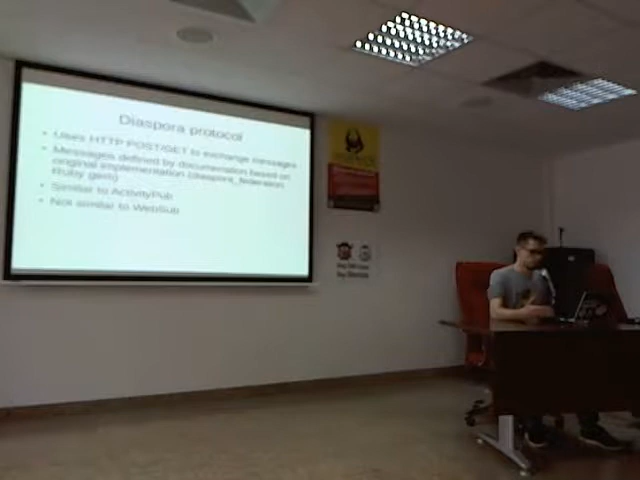 Diaspora protocol
• Uses HTTP POST/GET to exchange messages
• Messages defined by documentation based on
original implementation (diaspora_federation
Ruby gem)
• Similar to ActivityPub
• Not similar to WebSub